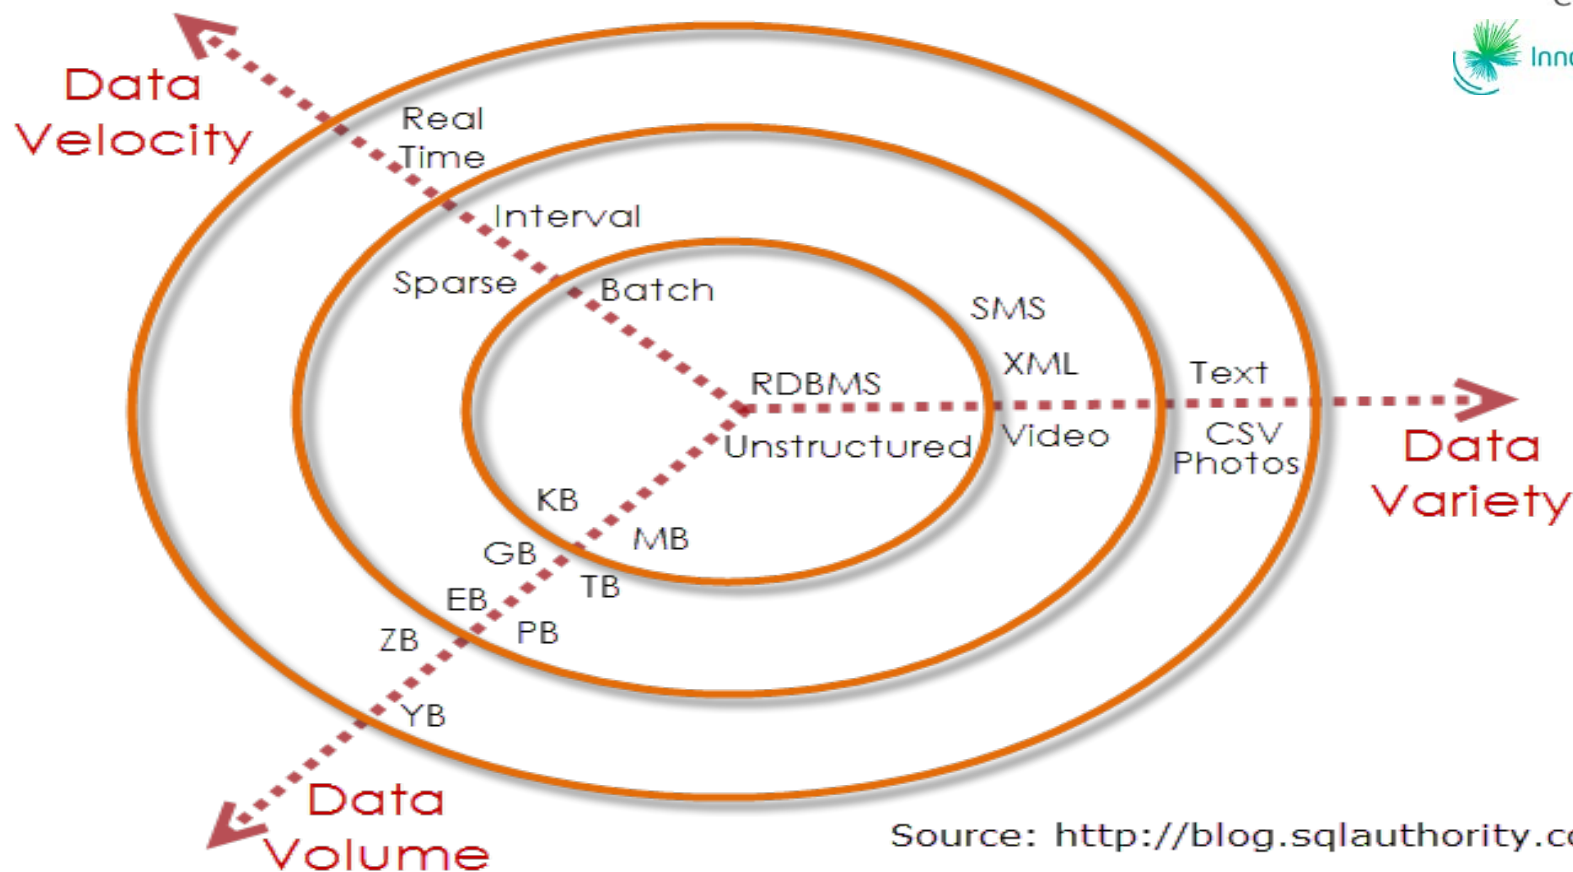 Data
Velocity
Real
Time
Interval
Sparse
Batch
SMS
XML
RDBMS
Text
Unstructured
Video
CSV
Photos
Data
Variety
KB
MB
GB
TB
EB
PB
ZB
YB
Data
Volume
Source: http://blog.sqlauthority.co